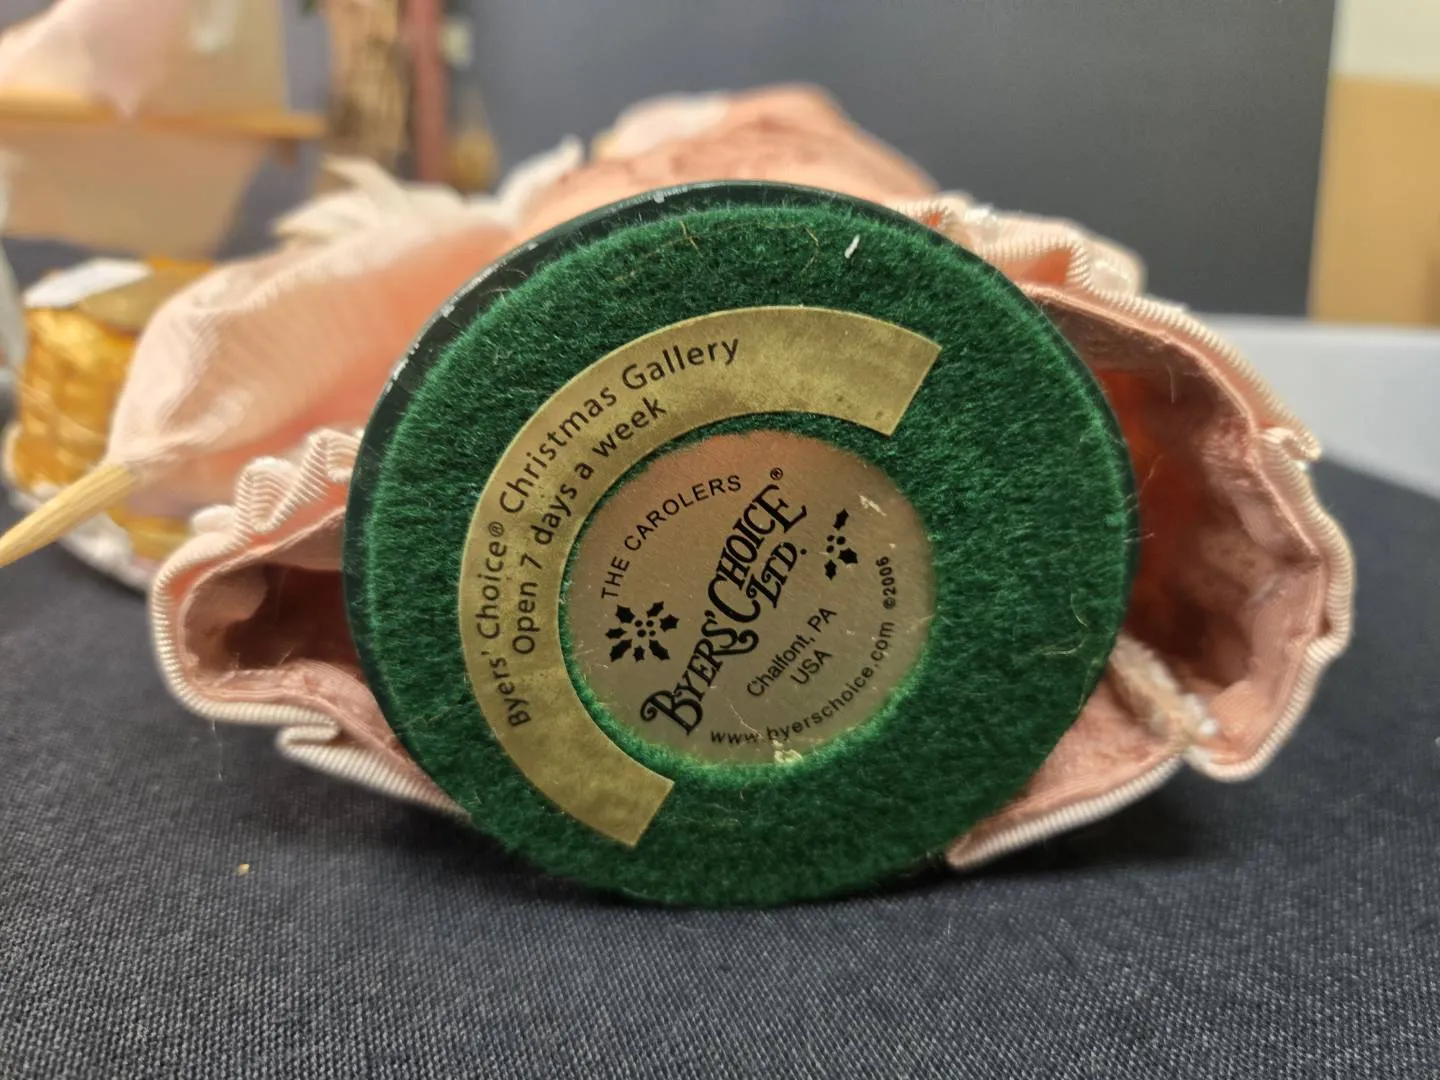 Byers' Choice® Christmas Gallery
Open 7 days a week
THE CAROLERS
BYERS' CHOICE®
LTD.
Chalfont, PA
USA
www.byerschoice.com ©2006